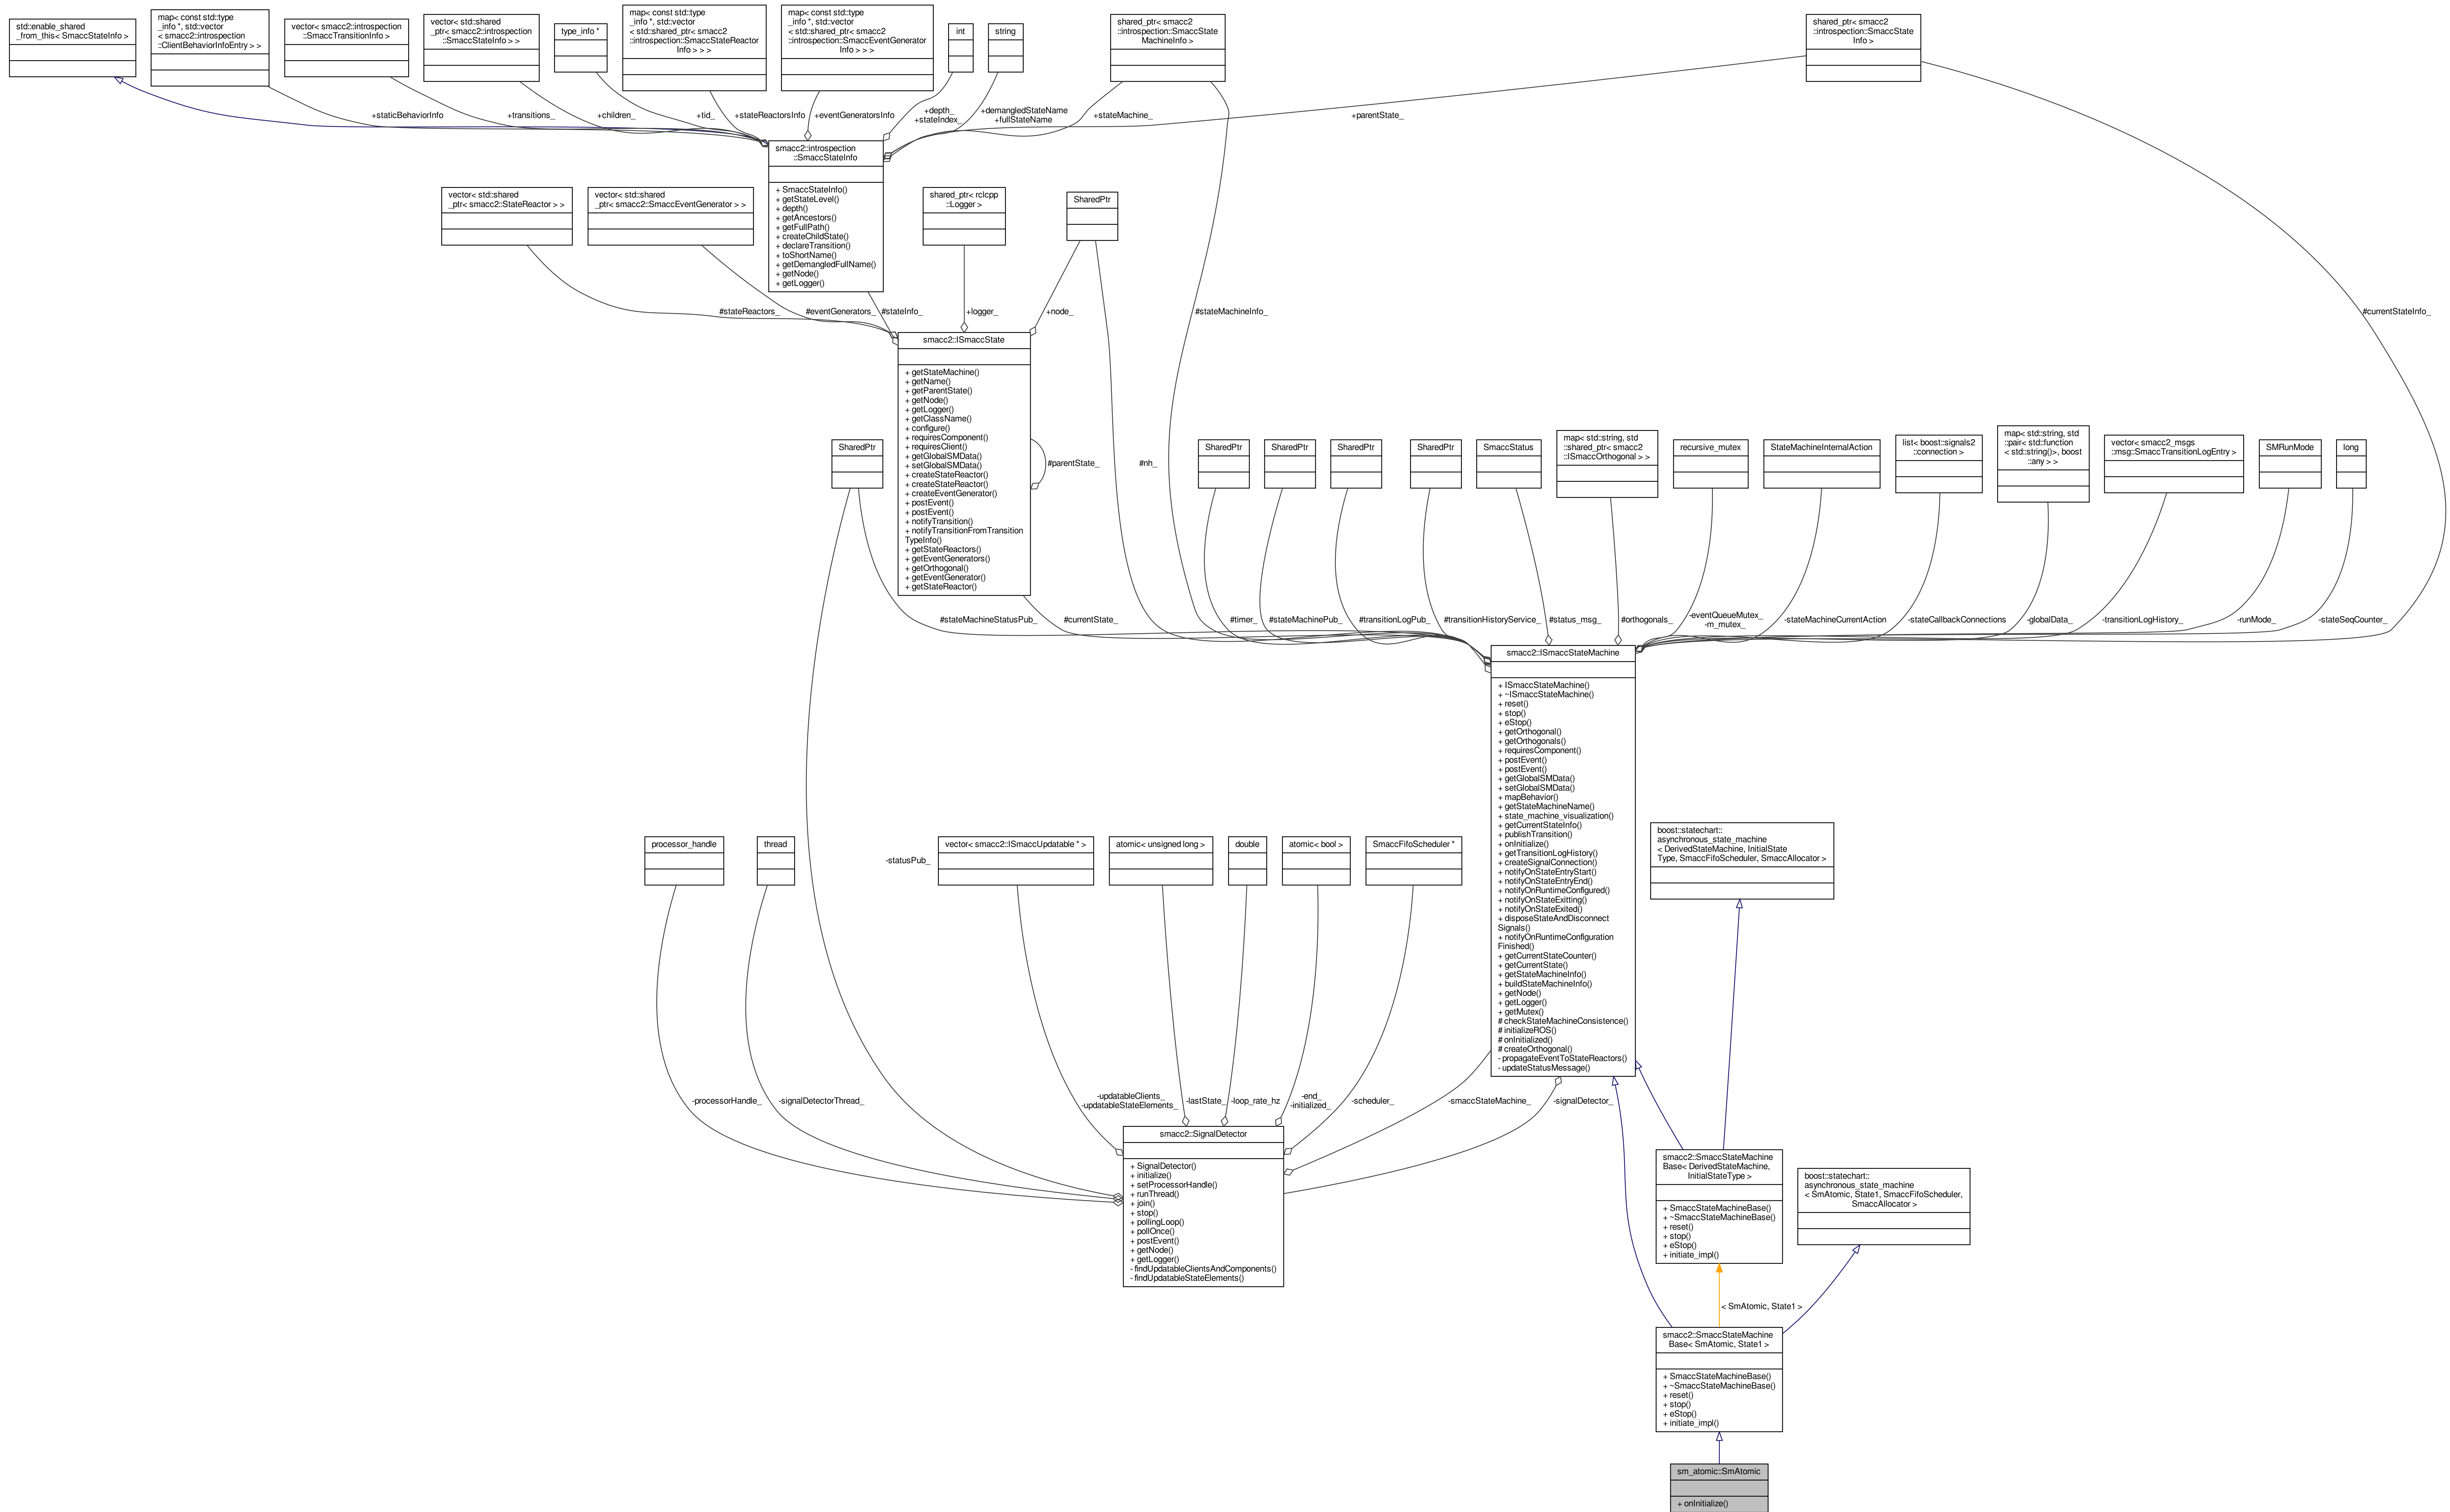 std::enable_shared
_from_this< SmaccStateInfo >
map< const std::type
_info *, std::vector
< smacc2::introspection
::ClientBehaviorInfoEntry > >
vector< smacc2::introspection
::SmaccTransitionInfo >
vector< std::shared
_ptr< smacc2::introspection
::SmaccStateInfo > >
type_info *
map< const std::type
_info *, std::vector
< std::shared_ptr< smacc2
::introspection::SmaccStateReactor
Info > > >
map< const std::type
_info *, std::vector
< std::shared_ptr< smacc2
::introspection::SmaccEventGenerator
Info > > >
int
string
shared_ptr< smacc2
::introspection::SmaccState
MachineInfo >
shared_ptr< smacc2
::introspection::SmaccState
Info >
+staticBehaviorInfo
+transitions_
+children_
+tid_
+stateReactorsInfo
+eventGeneratorsInfo
+depth_
+stateIndex_
+demangledStateName
+fullStateName
+stateMachine_
+parentState_
smacc2::introspection
::SmaccStateInfo
+ SmaccStateInfo()
+ getStateLevel()
+ depth()
+ getAncestors()
+ getFullPath()
+ createChildState()
+ declareTransition()
+ toShortName()
+ getDemangledFullName()
+ getNode()
+ getLogger()
vector< std::shared
_ptr< smacc2::StateReactor > >
vector< std::shared
_ptr< smacc2::SmaccEventGenerator > >
shared_ptr< rclcpp
::Logger >
SharedPtr
#stateReactors_
#eventGenerators_
#stateInfo_
+logger_
+node_
#stateMachineInfo_
#currentStateInfo_
smacc2::ISmaccState
+ getStateMachine()
+ getName()
+ getParentState()
+ getNode()
+ getLogger()
+ getClassName()
+ configure()
+ requiresComponent()
+ requiresClient()
+ getGlobalSMData()
+ setGlobalSMData()
+ createStateReactor()
+ createStateReactor()
+ createEventGenerator()
+ postEvent()
+ postEvent()
+ notifyTransition()
+ notifyTransitionFromTransition
TypeInfo()
+ getStateReactors()
+ getEventGenerators()
+ getOrthogonal()
+ getEventGenerator()
+ getStateReactor()
#parentState_
#nh_
SharedPtr
SharedPtr
SharedPtr
SharedPtr
SharedPtr
SmaccStatus
map< std::string, std
::shared_ptr< smacc2
::ISmaccOrthogonal > >
recursive_mutex
StateMachineInternalAction
list< boost::signals2
::connection >
map< std::string, std
::pair< std::function
< std::string()>, boost
::any > >
vector< smacc2_msgs
::msg::SmaccTransitionLogEntry >
SMRunMode
long
#stateMachineStatusPub_
#currentState_
#timer_
#stateMachinePub_
#transitionLogPub_
#transitionHistoryService_
#status_msg_
#orthogonals_
-eventQueueMutex_
-m_mutex_
-stateMachineCurrentAction
-stateCallbackConnections
-globalData_
-transitionLogHistory_
-runMode_
-stateSeqCounter_
smacc2::ISmaccStateMachine
+ ISmaccStateMachine()
+ ~ISmaccStateMachine()
+ reset()
+ stop()
+ eStop()
+ getOrthogonal()
+ getOrthogonals()
+ requiresComponent()
+ postEvent()
+ postEvent()
+ getGlobalSMData()
+ setGlobalSMData()
+ mapBehavior()
+ getStateMachineName()
+ state_machine_visualization()
+ getCurrentStateInfo()
+ publishTransition()
+ onInitialize()
+ getTransitionLogHistory()
+ createSignalConnection()
+ notifyOnStateEntryStart()
+ notifyOnStateEntryEnd()
+ notifyOnRuntimeConfigured()
+ notifyOnStateExitting()
+ notifyOnStateExited()
+ disposeStateAndDisconnect
Signals()
+ notifyOnRuntimeConfiguration
Finished()
+ getCurrentStateCounter()
+ getCurrentState()
+ getStateMachineInfo()
+ buildStateMachineInfo()
+ getNode()
+ getLogger()
+ getMutex()
# checkStateMachineConsistence()
# initializeROS()
# onInitialized()
# createOrthogonal()
- propagateEventToStateReactors()
- updateStatusMessage()
processor_handle
thread
-statusPub_
vector< smacc2::ISmaccUpdatable * >
atomic< unsigned long >
double
atomic< bool >
SmaccFifoScheduler *
boost::statechart::
asynchronous_state_machine
< DerivedStateMachine, InitialState
Type, SmaccFifoScheduler, SmaccAllocator >
-processorHandle_
-signalDetectorThread_
-updatableClients_
-updatableStateElements_
-lastState_
-loop_rate_hz
-end_
-initialized_
-scheduler_
-smaccStateMachine_
-signalDetector_
smacc2::SignalDetector
+ SignalDetector()
+ initialize()
+ setProcessorHandle()
+ runThread()
+ join()
+ stop()
+ pollingLoop()
+ pollOnce()
+ postEvent()
+ getNode()
+ getLogger()
- findUpdatableClientsAndComponents()
- findUpdatableStateElements()
smacc2::SmaccStateMachine
Base< DerivedStateMachine,
InitialStateType >
+ SmaccStateMachineBase()
+ ~SmaccStateMachineBase()
+ reset()
+ stop()
+ eStop()
+ initiate_impl()
boost::statechart::
asynchronous_state_machine
< SmAtomic, State1, SmaccFifoScheduler,
SmaccAllocator >
< SmAtomic, State1 >
smacc2::SmaccStateMachine
Base< SmAtomic, State1 >
+ SmaccStateMachineBase()
+ ~SmaccStateMachineBase()
+ reset()
+ stop()
+ eStop()
+ initiate_impl()
sm_atomic::SmAtomic
+ onInitialize()